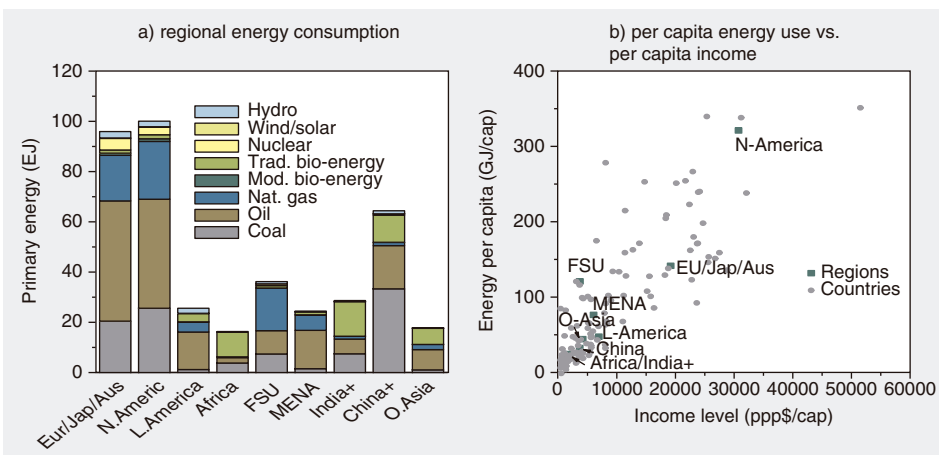 a) regional energy consumption
120
100
80
60
40
20
0
Primary energy (EJ)
Hydro
Wind/solar
Nuclear
Trad. bio-energy
Mod. bio-energy
Nat. gas
Oil
Coal
Eur/Jap/Aus
N.Americ
L.America
Africa
FSU
MENA
India+
China+
O.Asia
b) per capita energy use vs.
per capita income
400
300
200
100
0
Energy per capita (GJ/cap)
N-America
FSU
EU/Jap/Aus
Regions
Countries
MENA
O-Asia
L-America
China
Africa/India+
0
10000
20000
30000
40000
50000
60000
Income level (ppp$/cap)